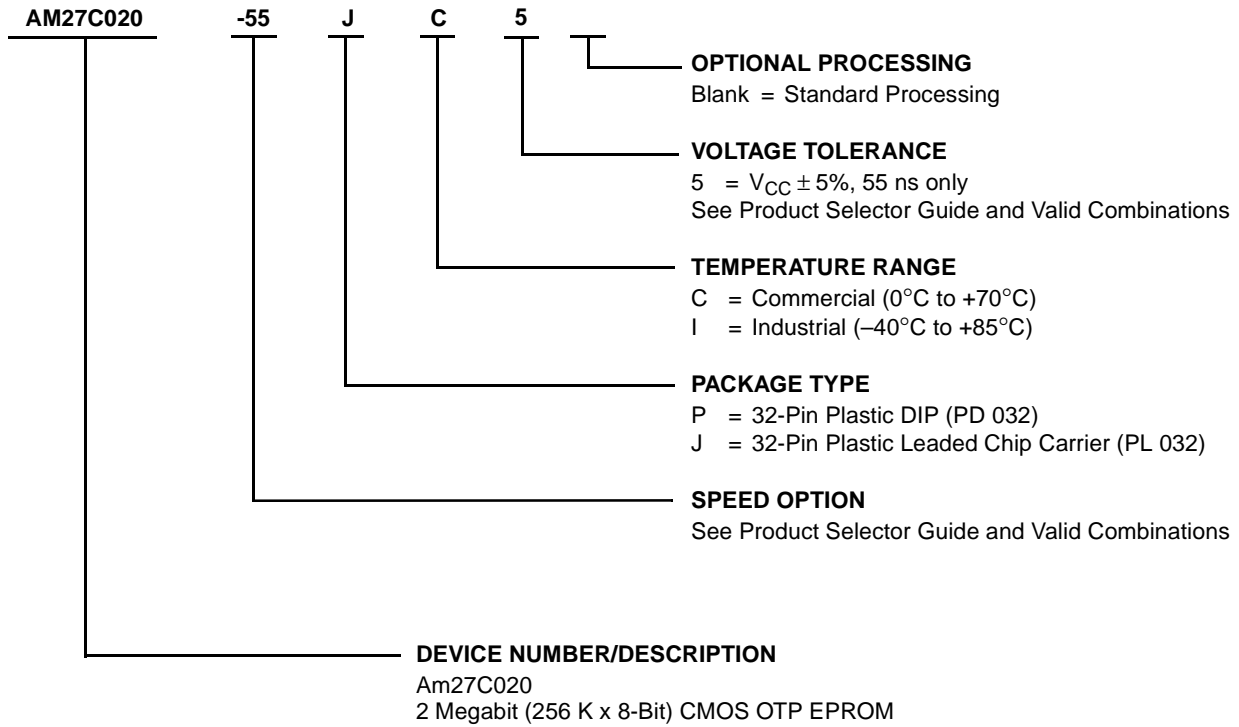 AM27C020 -55 J C 5
OPTIONAL PROCESSING
Blank = Standard Processing
VOLTAGE TOLERANCE
5 = VCC ± 5%, 55 ns only
See Product Selector Guide and Valid Combinations
TEMPERATURE RANGE
C = Commercial (0°C to +70°C)
I = Industrial (–40°C to +85°C)
PACKAGE TYPE
P = 32-Pin Plastic DIP (PD 032)
J = 32-Pin Plastic Leaded Chip Carrier (PL 032)
SPEED OPTION
See Product Selector Guide and Valid Combinations
DEVICE NUMBER/DESCRIPTION
Am27C020
2 Megabit (256 K x 8-Bit) CMOS OTP EPROM